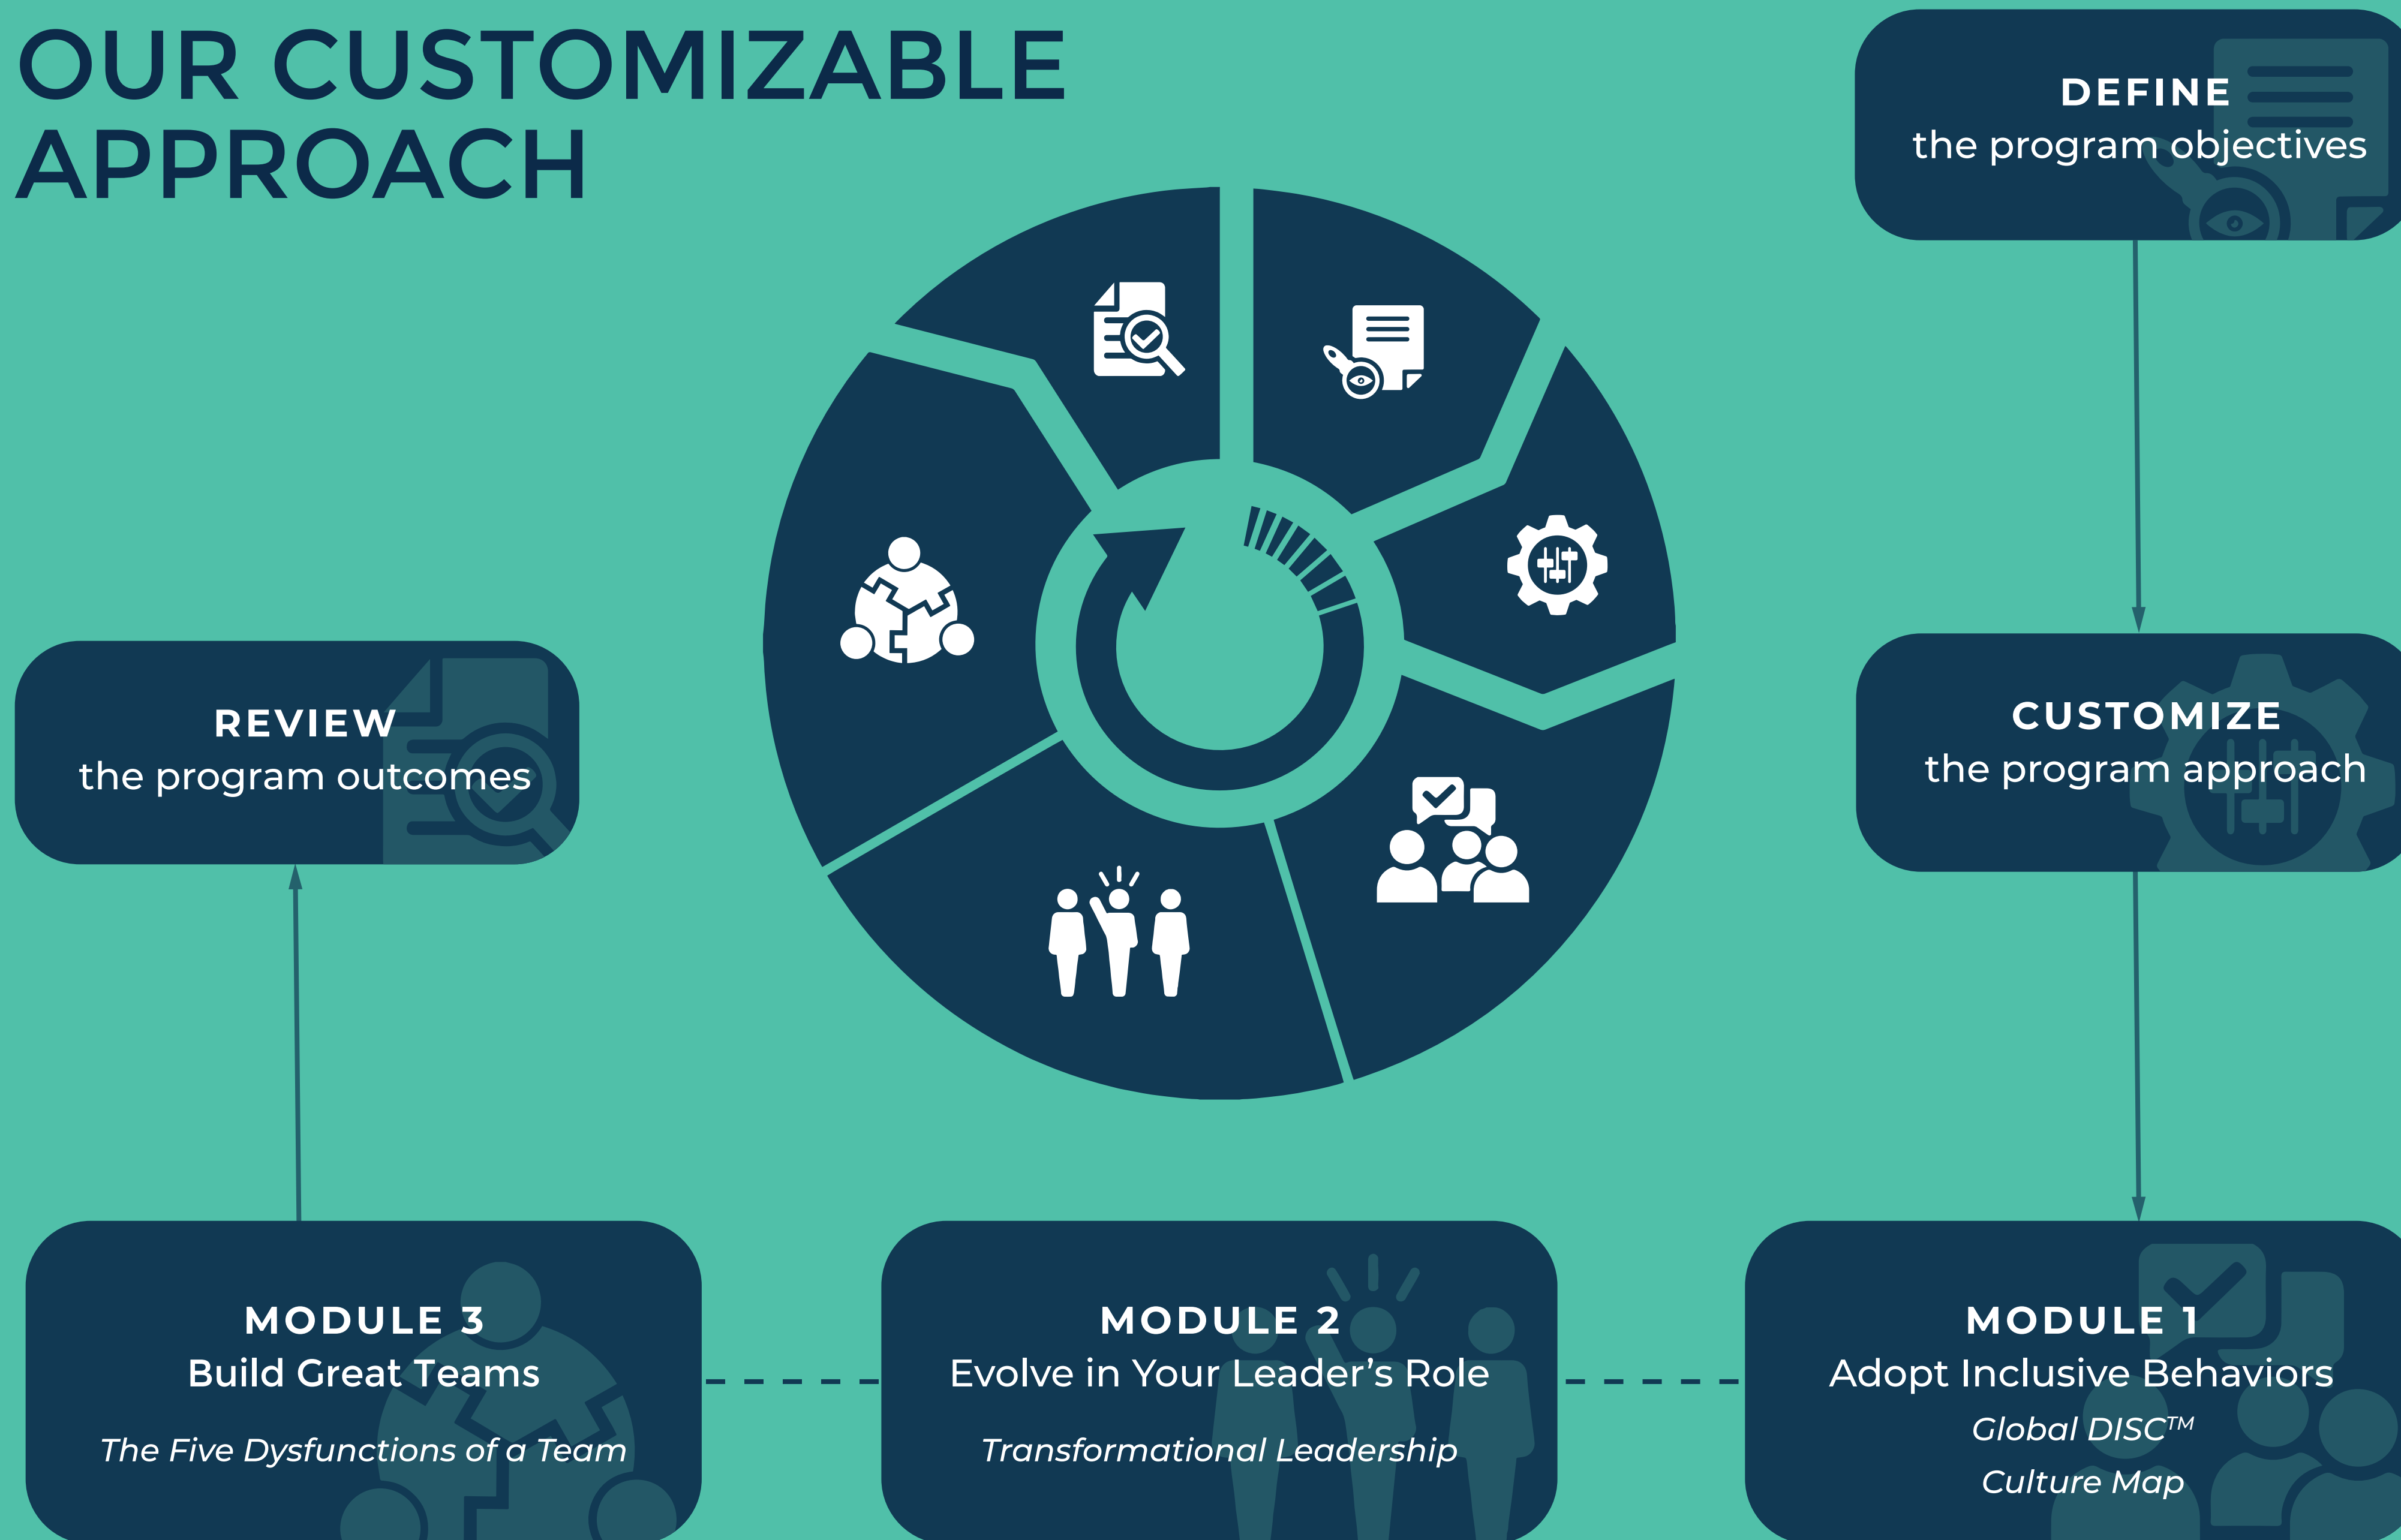 OUR CUSTOMIZABLE
APPROACH
DEFINE
the program objectives
CUSTOMIZE
the program approach
MODULE 1
Adopt Inclusive Behaviors
Global DISC™
Culture Map
MODULE 2
Evolve in Your Leader’s Role
Transformational Leadership
MODULE 3
Build Great Teams
The Five Dysfunctions of a Team
REVIEW
the program outcomes